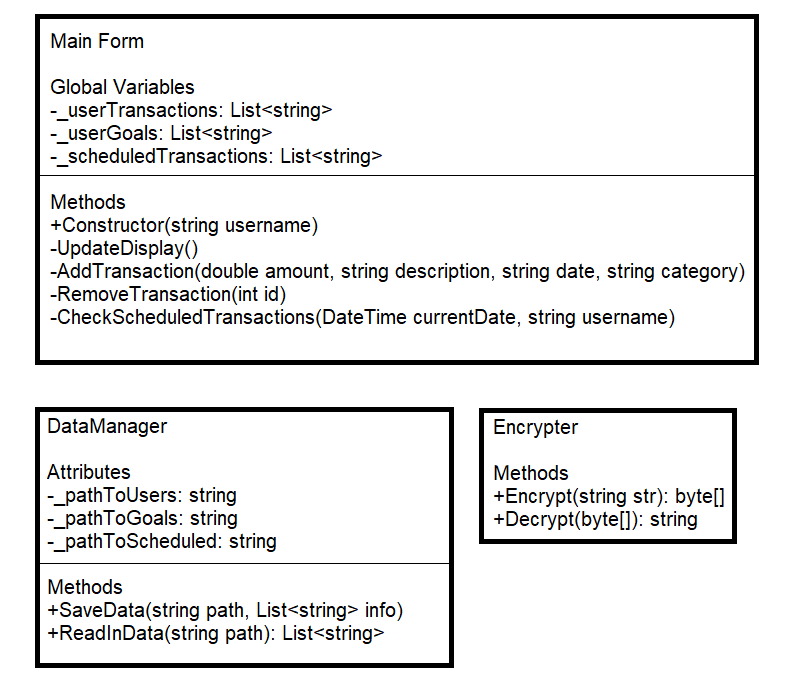 Main Form
Global Variables
-_userTransactions: List<string>
-_userGoals: List<string>
-_scheduledTransactions: List<string>
Methods
+Constructor(string username)
-UpdateDisplay()
-AddTransaction(double amount, string description, string date, string category)
-RemoveTransaction(int id)
-CheckScheduledTransactions(DateTime currentDate, string username)
DataManager
Attributes
-_pathToUsers: string
-_pathToGoals: string
-_pathToScheduled: string
Methods
+SaveData(string path, List<string> info)
+ReadInData(string path): List<string>
Encrypter
Methods
+Encrypt(string str): byte[]
+Decrypt(byte[]): string